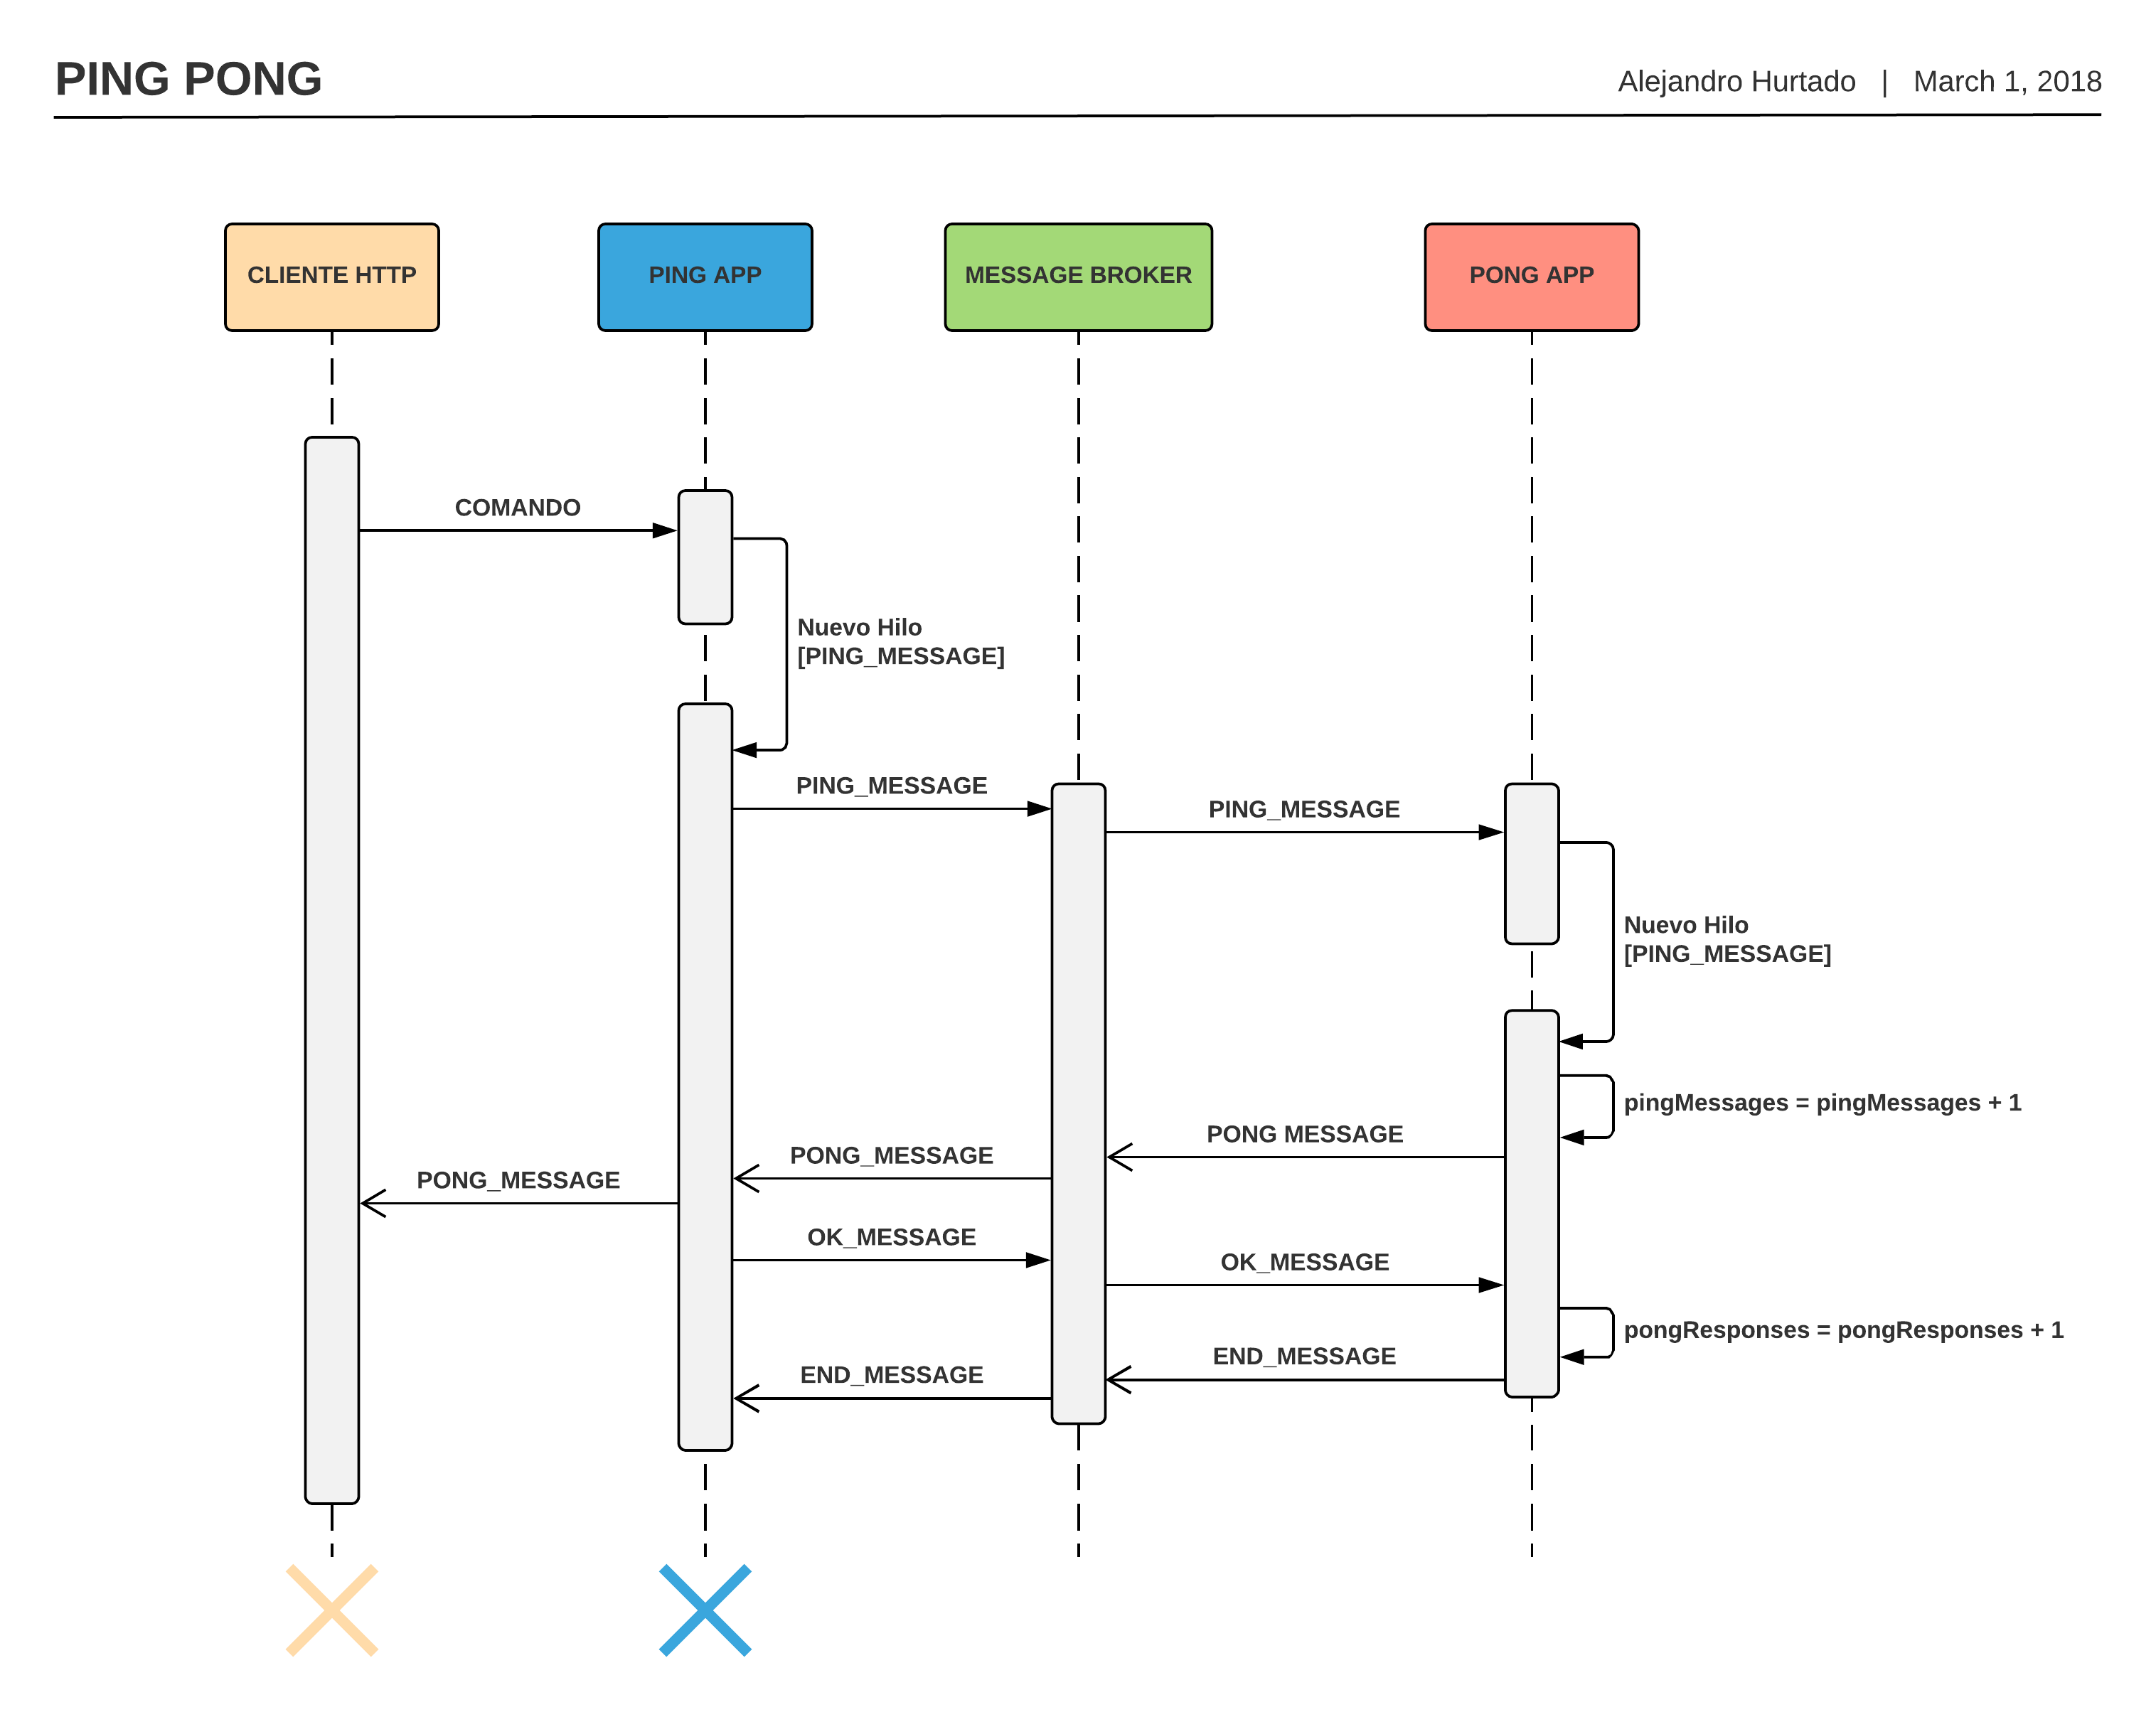 PING PONG
Alejandro Hurtado | March 1, 2018
CLIENTE HTTP
PING APP
MESSAGE BROKER
PONG APP
COMANDO
Nuevo Hilo
[PING_MESSAGE]
PING_MESSAGE
PING_MESSAGE
Nuevo Hilo
[PING_MESSAGE]
pingMessages = pingMessages + 1
PONG MESSAGE
PONG_MESSAGE
PONG_MESSAGE
OK_MESSAGE
OK_MESSAGE
pongResponses = pongResponses + 1
END_MESSAGE
END_MESSAGE